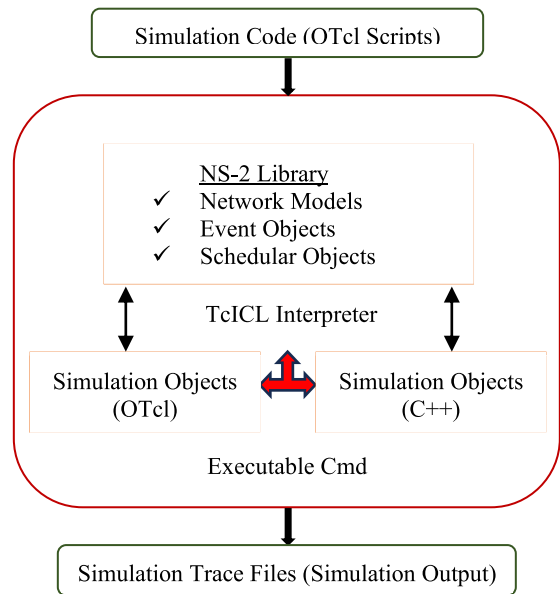 Simulation Code (OTcl Scripts)
NS-2 Library
✓ Network Models
✓ Event Objects
✓ Schedular Objects
TcICL Interpreter
Simulation Objects
(OTcl)
Simulation Objects
(C++)
Executable Cmd
Simulation Trace Files (Simulation Output)